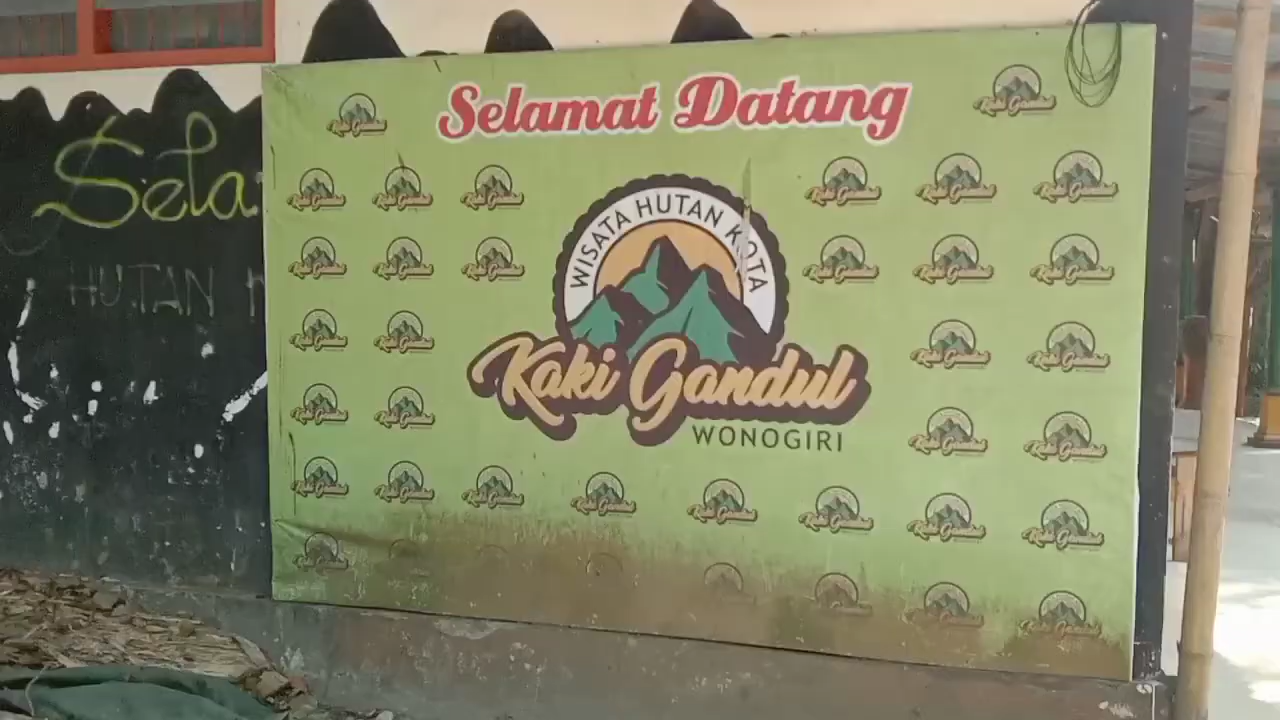 Selamat Datang
WISATA HUTAN KOTA
Kaki Gandul
WONOGIRI
Sela
HUTAN